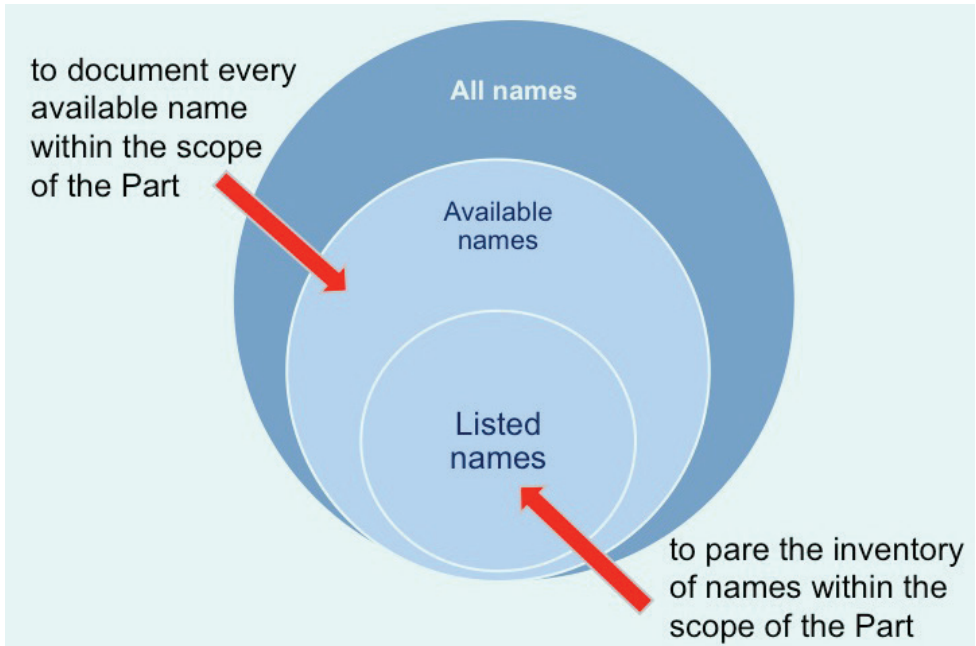 to document every
available name
within the scope
of the Part
All names
Available
names
Listed
names
to pare the inventory
of names within the
scope of the Part